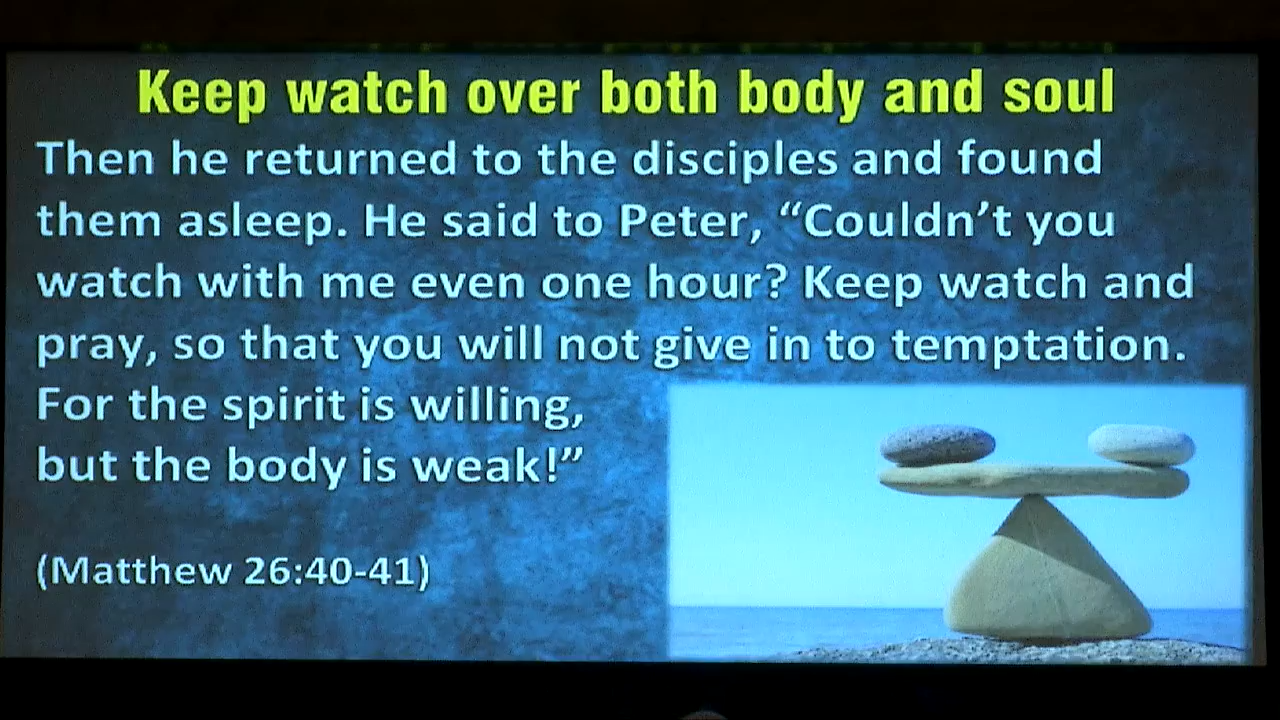 Keep watch over both body and soul
Then he returned to the disciples and found
them asleep. He said to Peter, “Couldn’t you
watch with me even one hour? Keep watch and
pray, so that you will not give in to temptation.
For the spirit is willing,
but the body is weak!”
(Matthew 26:40-41)